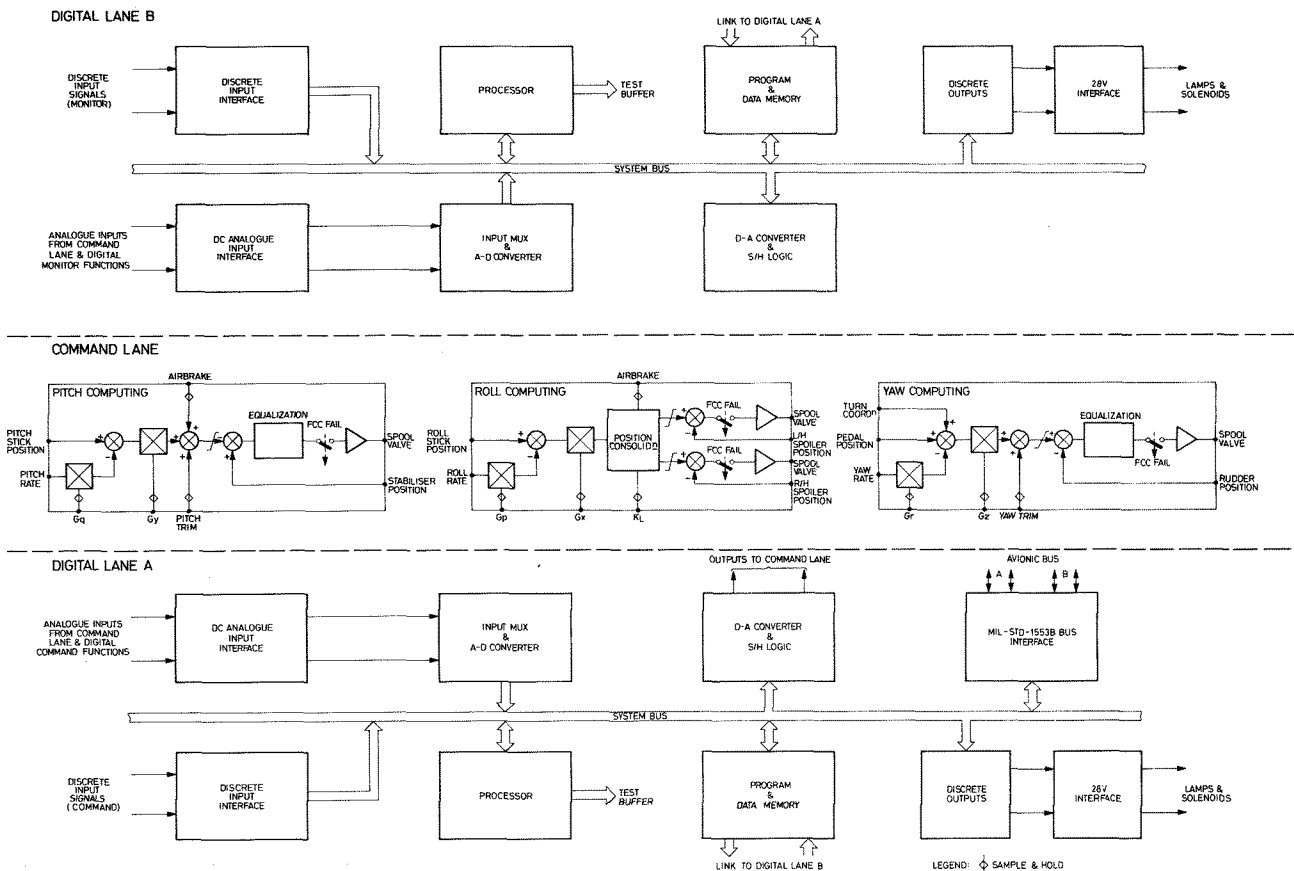 DIGITAL LANE B
LINK TO DIGITAL LANE A
DISCRETE
INPUT
SIGNALS
(MONITOR)
DISCRETE
INPUT
INTERFACE
PROCESSOR
TEST
BUFFER
PROGRAM
&
DATA MEMORY
DISCRETE
OUTPUTS
28V
INTERFACE
LAMPS &
SOLENOIDS
SYSTEM BUS
ANALOGUE INPUTS
FROM COMMAND
LANE & DIGITAL
MONITOR FUNCTIONS
DC ANALOGUE
INPUT
INTERFACE
INPUT MUX
&
A-D CONVERTER
D-A CONVERTER
&
S/H LOGIC
COMMAND LANE
PITCH COMPUTING
AIRBRAKE
EQUALIZATION
FCC FAIL
PITCH
STICK
POSITION
PITCH
RATE
SPOOL
VALVE
STABILISER
POSITION
Gq
Gy
PITCH
TRIM
ROLL COMPUTING
AIRBRAKE
FCC FAIL
ROLL
STICK
POSITION
ROLL
RATE
POSITION
CONSOLIDN
FCC FAIL
SPOOL
VALVE
L/H
SPOILER
POSITION
SPOOL
VALVE
R/H
SPOILER
POSITION
Gp
Gx
KL
YAW COMPUTING
TURN
COORDN
PEDAL
POSITION
YAW
RATE
EQUALIZATION
FCC FAIL
SPOOL
VALVE
RUDDER
POSITION
Gr
Gz
YAW TRIM
DIGITAL LANE A
OUTPUTS TO COMMAND LANE
AVIONIC BUS
A
B
ANALOGUE INPUTS
FROM COMMAND
LANE & DIGITAL
COMMAND FUNCTIONS
DC ANALOGUE
INPUT
INTERFACE
INPUT MUX
&
A-D CONVERTER
D-A CONVERTER
&
S/H LOGIC
MIL-STD-1553B BUS
INTERFACE
SYSTEM BUS
DISCRETE
INPUT
SIGNALS
(COMMAND)
DISCRETE
INPUT
INTERFACE
PROCESSOR
TEST
BUFFER
PROGRAM
&
DATA MEMORY
DISCRETE
OUTPUTS
28V
INTERFACE
LAMPS &
SOLENOIDS
LINK TO DIGITAL LANE B
LEGEND: SAMPLE & HOLD